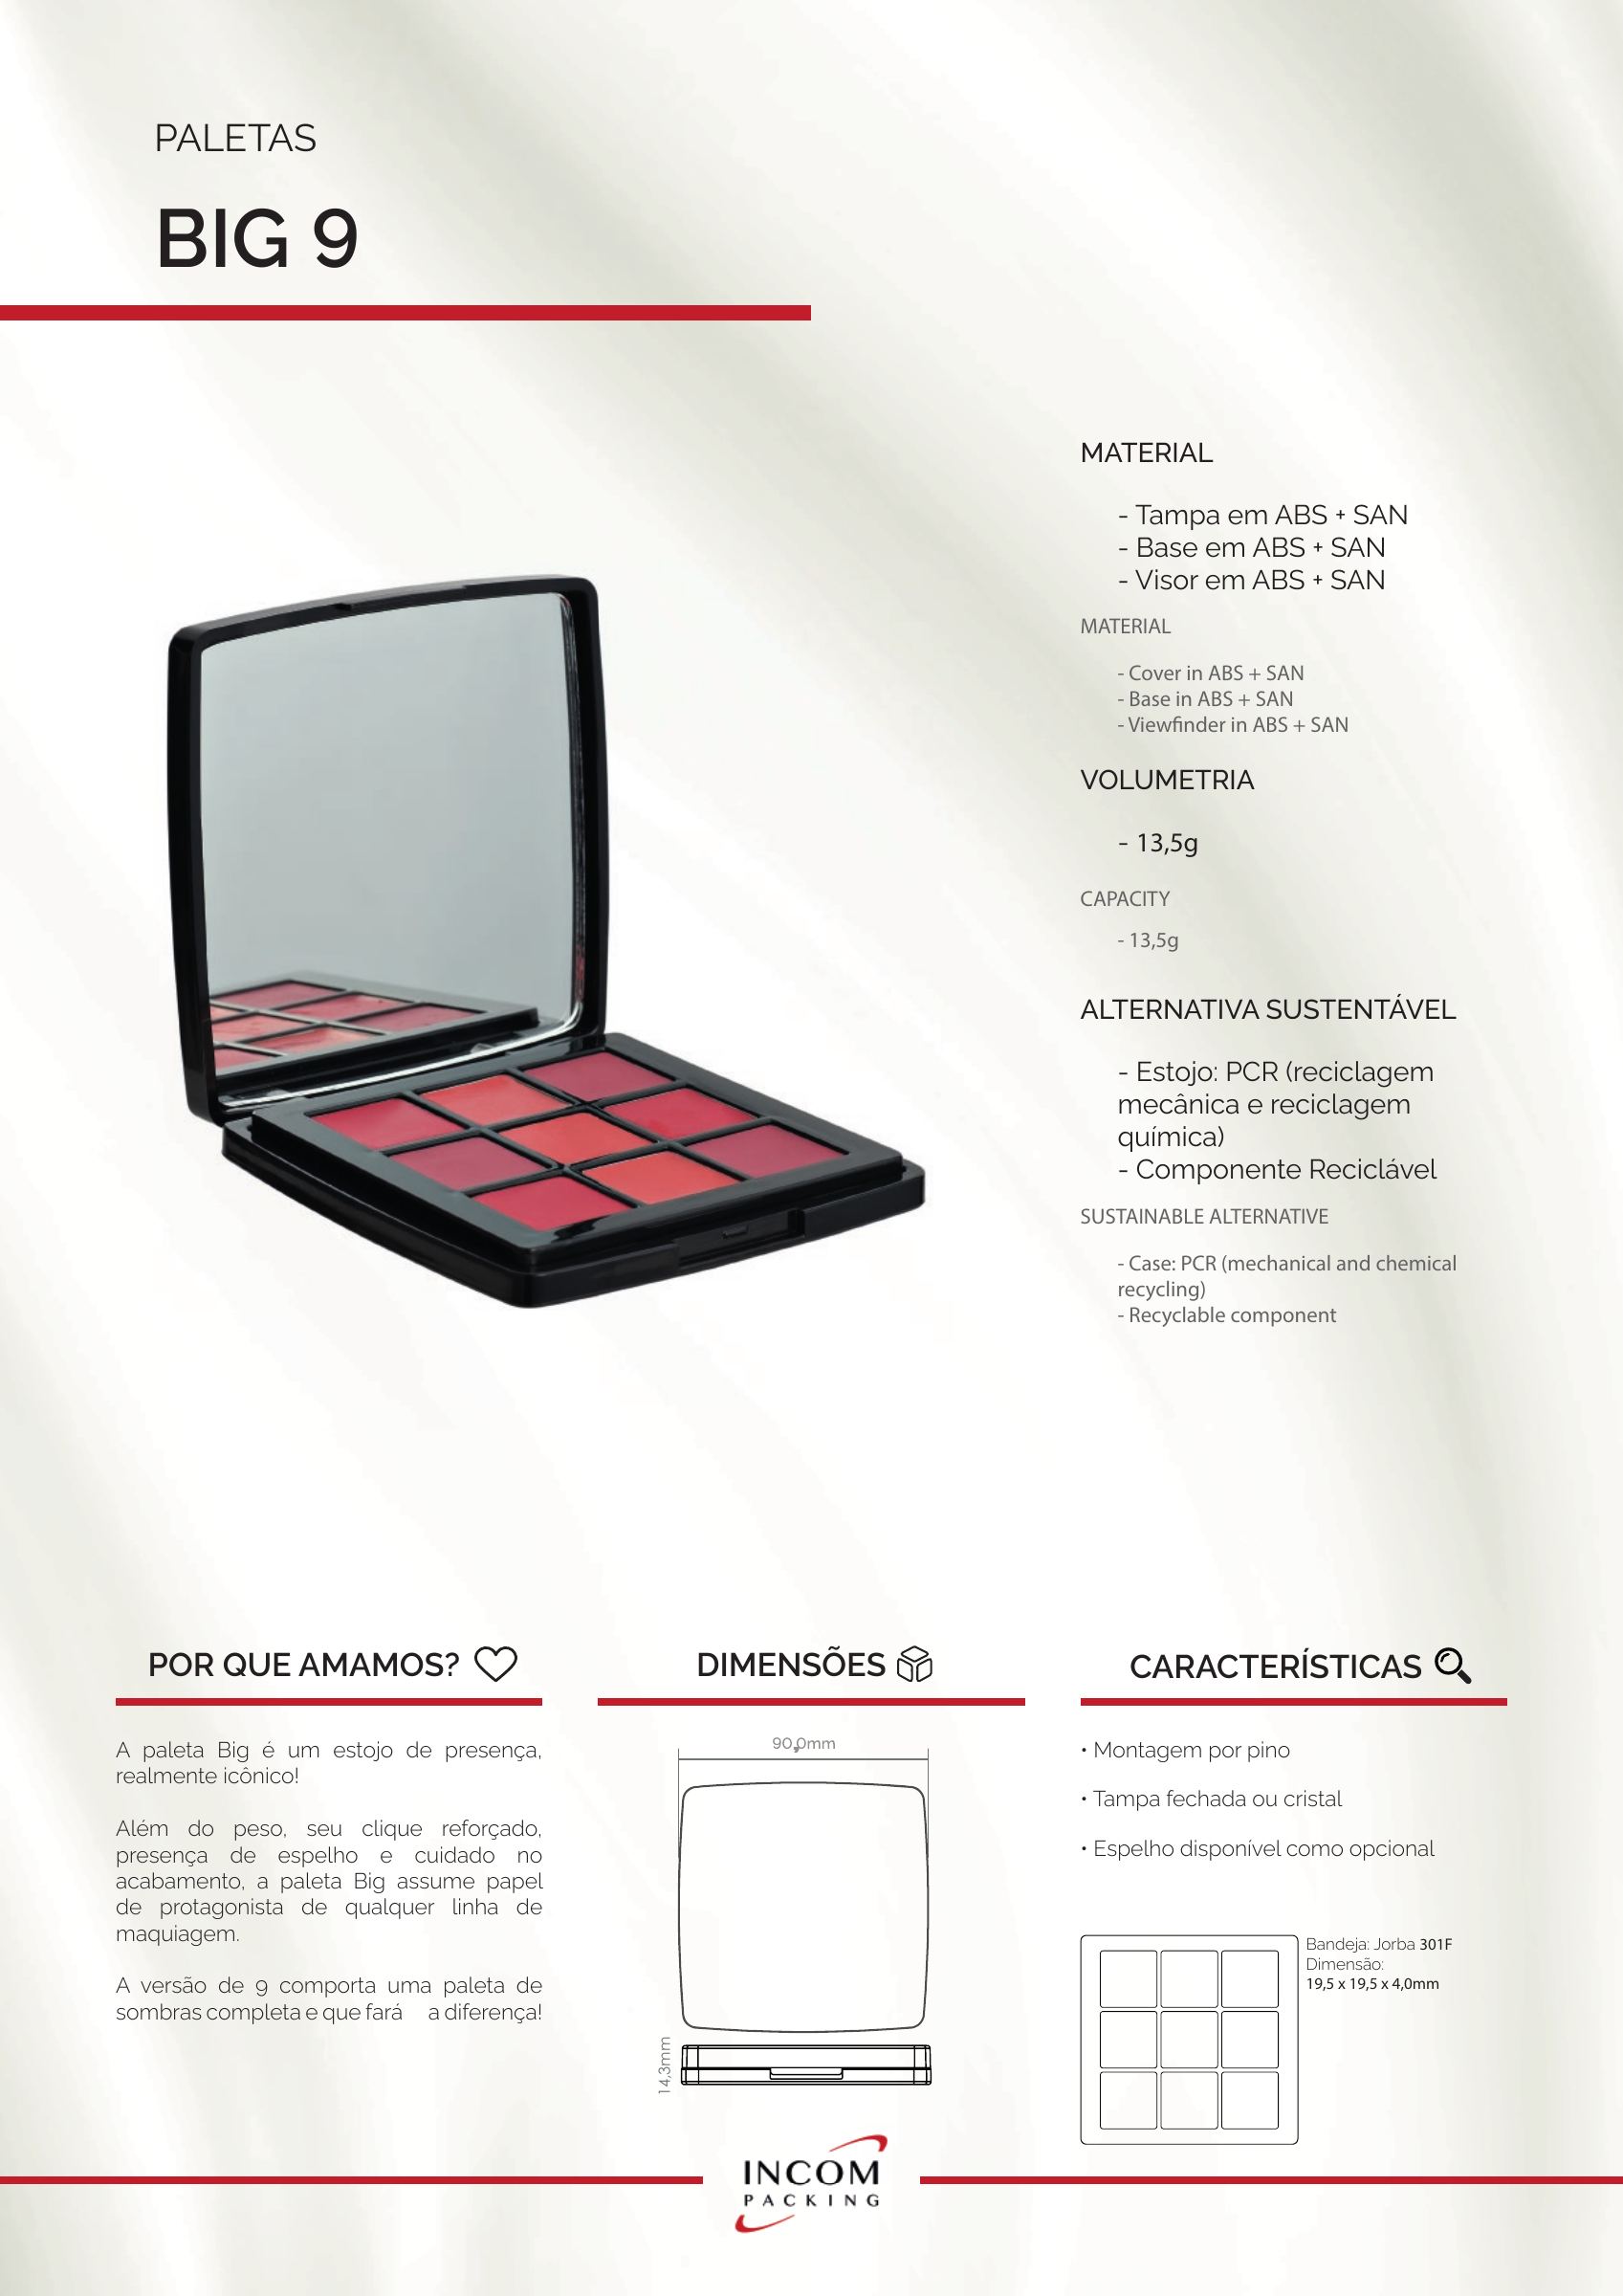 PALETAS
BIG 9
MATERIAL
- Tampa em ABS + SAN
- Base em ABS + SAN
- Visor em ABS + SAN
MATERIAL
- Cover in ABS + SAN
- Base in ABS + SAN
- Viewfinder in ABS + SAN
VOLUMETRIA
- 13,5g
CAPACITY
- 13,5g
ALTERNATIVA SUSTENTÁVEL
- Estojo: PCR (reciclagem
mecânica e reciclagem
química)
- Componente Reciclável
SUSTAINABLE ALTERNATIVE
- Case: PCR (mechanical and chemical
recycling)
- Recyclable component
POR QUE AMAMOS?
A paleta Big é um estojo de presença,
realmente icônico!
Além do peso, seu clique reforçado,
presença de espelho e cuidado no
acabamento, a paleta Big assume papel
de protagonista de qualquer linha de
maquiagem.
A versão de 9 comporta uma paleta de
sombras completa e que fará a diferença!
DIMENSÕES
90,0mm
14,3mm
CARACTERÍSTICAS
• Montagem por pino
• Tampa fechada ou cristal
• Espelho disponível como opcional
Bandeja: Jorba 301F
Dimensão:
19,5 x 19,5 x 4,0mm
INCOM
PACKING